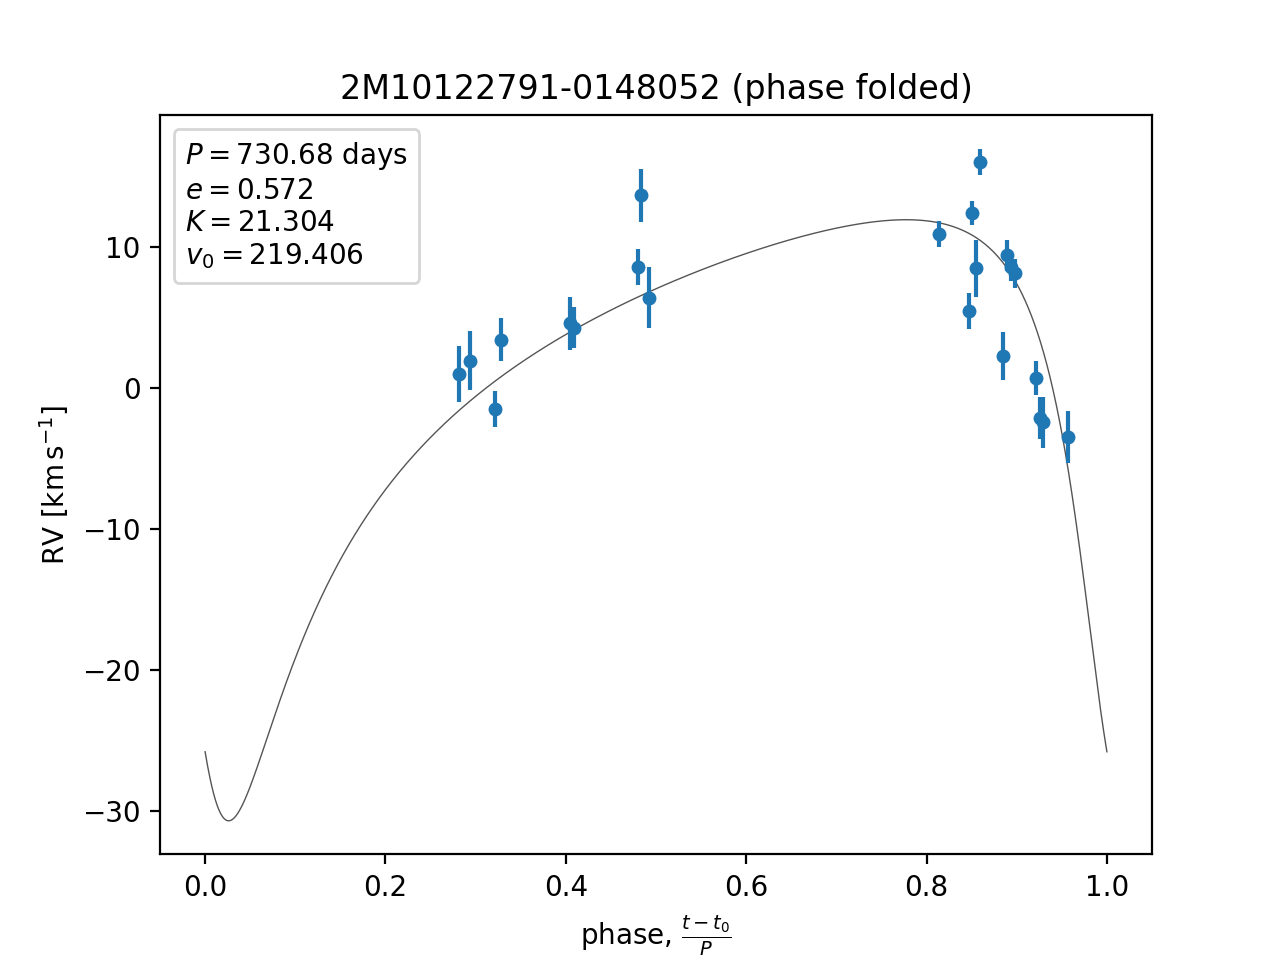 2M10122791-0148052 (phase folded)
P = 730.68 days
e = 0.572
K = 21.304
v₀ = 219.406
RV [km s⁻¹]
10
0
−10
−20
−30
0.0 0.2 0.4 0.6 0.8 1.0
phase, (t − t₀)/P